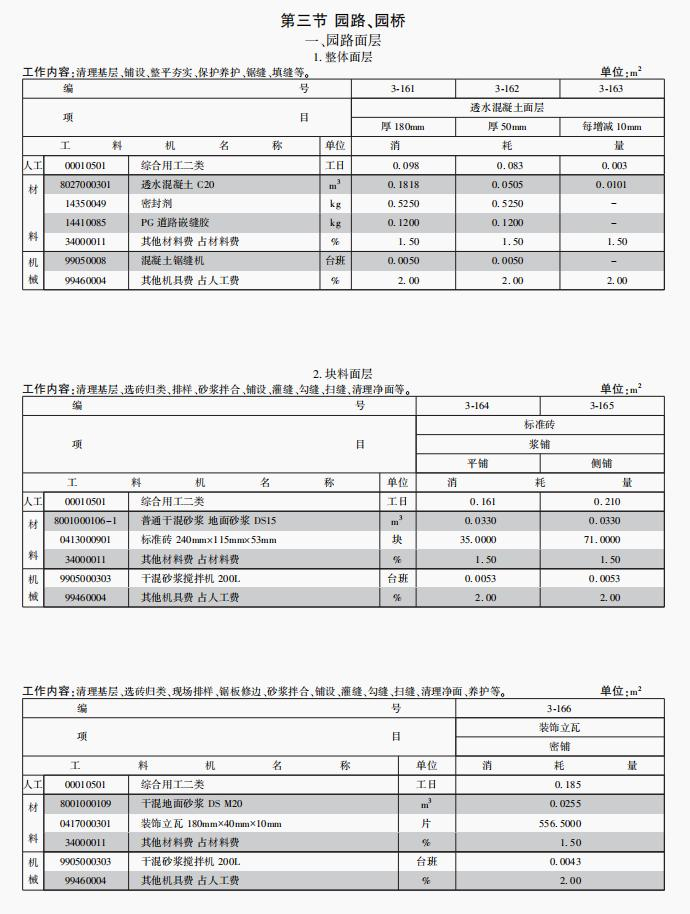 第三节 园路、园桥
一、园路面层
1. 整体面层
工作内容:清理基层、铺设、整平夯实、保护养护、锯缝、填缝等。 单位:m²
编 号 3-161 3-162 3-163
项 目 透水混凝土面层
厚 180mm 厚 50mm 每增减 10mm
工 料 机 名 称 单位 消 耗 量
人工 00010501 综合用工二类 工日 0.098 0.083 0.003
材 8027000301 透水混凝土 C20 m³ 0.1818 0.0505 0.0101
14350049 密封剂 kg 0.5250 0.5250 –
14410085 PG 道路嵌缝胶 kg 0.1200 0.1200 –
料 34000011 其他材料费 占材料费 % 1.50 1.50 1.50
机 99050008 混凝土锯缝机 台班 0.0050 0.0050 –
械 99460004 其他机具费 占人工费 % 2.00 2.00 2.00
2. 块料面层
工作内容:清理基层、选砖归类、排样、砂浆拌合、铺设、灌缝、勾缝、扫缝、清理净面等。 单位:m²
编 号 3-164 3-165
标准砖
项 目 浆铺
平铺 侧铺
工 料 机 名 称 单位 消 耗 量
人工 00010501 综合用工二类 工日 0.161 0.210
材 8001000106-1 普通干混砂浆 地面砂浆 DS15 m³ 0.0330 0.0330
0413000901 标准砖 240mm×115mm×53mm 块 35.0000 71.0000
料 34000011 其他材料费 占材料费 % 1.50 1.50
机 9905000303 干混砂浆搅拌机 200L 台班 0.0053 0.0053
械 99460004 其他机具费 占人工费 % 2.00 2.00
工作内容:清理基层、选砖归类、现场排样、锯板修边、砂浆拌合、铺设、灌缝、勾缝、扫缝、清理净面、养护等。 单位:m²
编 号 3-166
项 目 装饰立瓦
密铺
工 料 机 名 称 单位 消 耗 量
人工 00010501 综合用工二类 工日 0.185
材 8001000109 干混地面砂浆 DS M20 m³ 0.0255
0417000301 装饰立瓦 180mm×40mm×10mm 片 556.5000
料 34000011 其他材料费 占材料费 % 1.50
机 9905000303 干混砂浆搅拌机 200L 台班 0.0043
械 99460004 其他机具费 占人工费 % 2.00